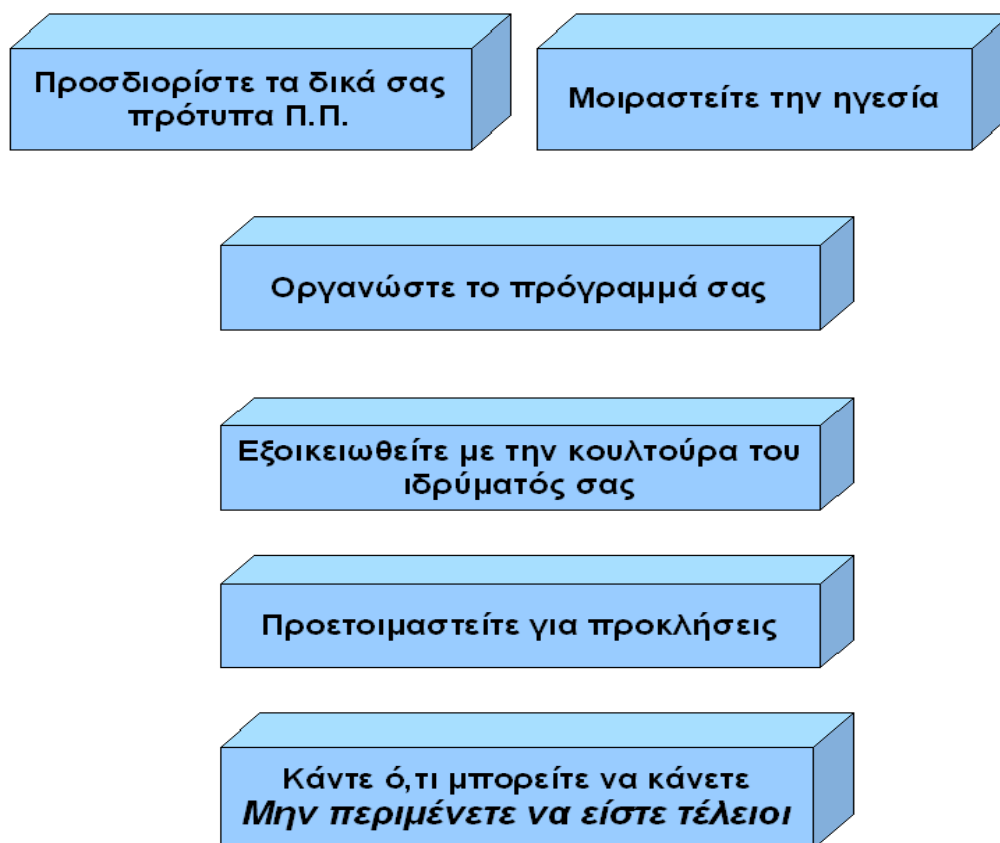 Προσδιορίστε τα δικά σας
πρότυπα Π.Π.
Μοιραστείτε την ηγεσία
Οργανώστε το πρόγραμμά σας
Εξοικειωθείτε με την κουλτούρα του
ιδρύματός σας
Προετοιμαστείτε για προκλήσεις
Κάντε ό,τι μπορείτε να κάνετε
Μην περιμένετε να είστε τέλειοι